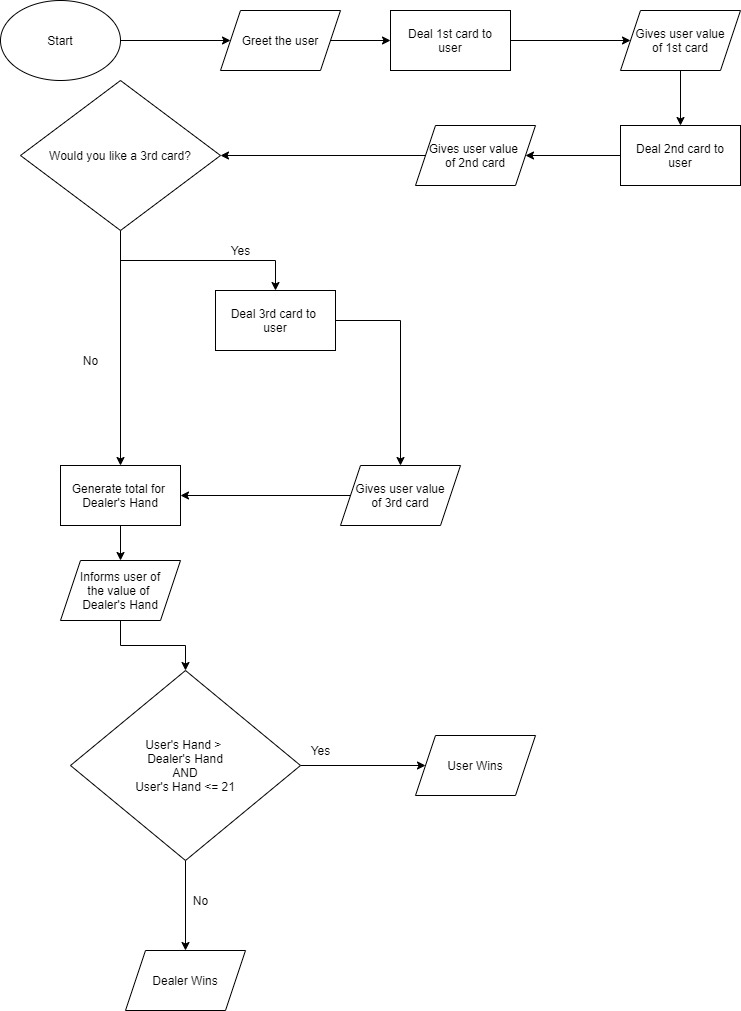 Start
Greet the user
Deal 1st card to
user
Gives user value
of 1st card
Would you like a 3rd card?
Gives user value
of 2nd card
Deal 2nd card to
user
Yes
Deal 3rd card to
user
No
Generate total for
Dealer's Hand
Gives user value
of 3rd card
Informs user of
the value of
Dealer's Hand
User's Hand >
Dealer's Hand
AND
User's Hand <= 21
Yes
User Wins
No
Dealer Wins